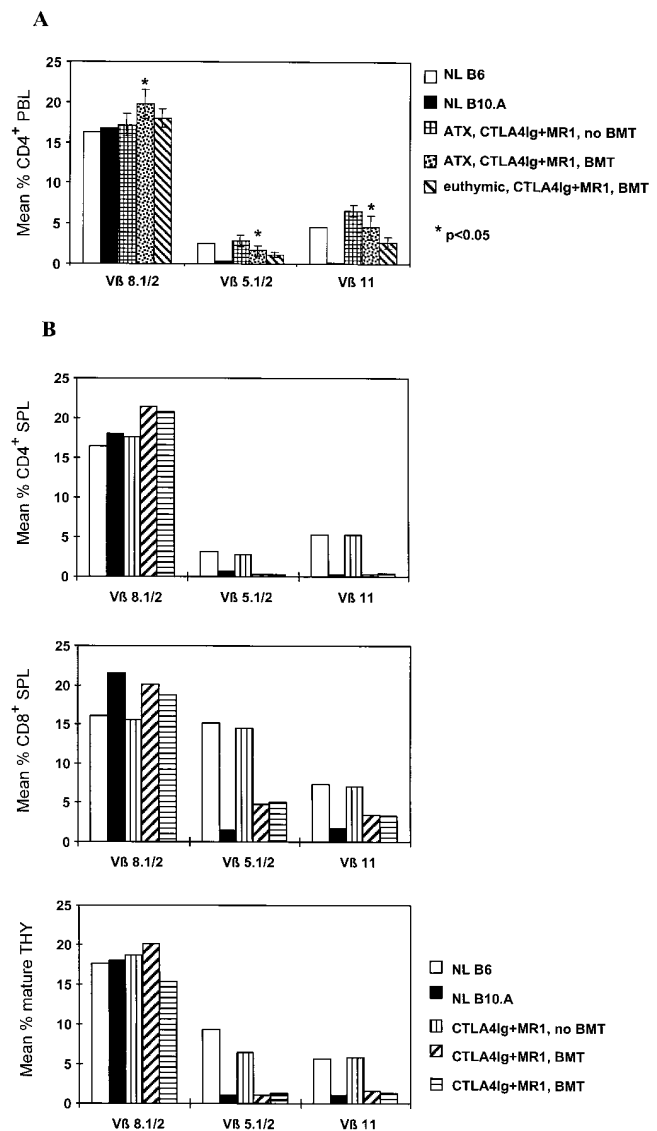 A
Mean % CD4+ PBL
25
20
15
10
5
0
*
*
*
Vß 8.1/2 Vß 5.1/2 Vß 11
NL B6
NL B10.A
ATX, CTLA4Ig+MR1, no BMT
ATX, CTLA4Ig+MR1, BMT
euthymic, CTLA4Ig+MR1, BMT
* p<0.05
B
Mean % CD4+ SPL
25
20
15
10
5
0
Vß 8.1/2 Vß 5.1/2 Vß 11
Mean % CD8+ SPL
25
20
15
10
5
0
Vß 8.1/2 Vß 5.1/2 Vß 11
Mean % mature THY
25
20
15
10
5
0
Vß 8.1/2 Vß 5.1/2 Vß 11
NL B6
NL B10.A
CTLA4Ig+MR1, no BMT
CTLA4Ig+MR1, BMT
CTLA4Ig+MR1, BMT